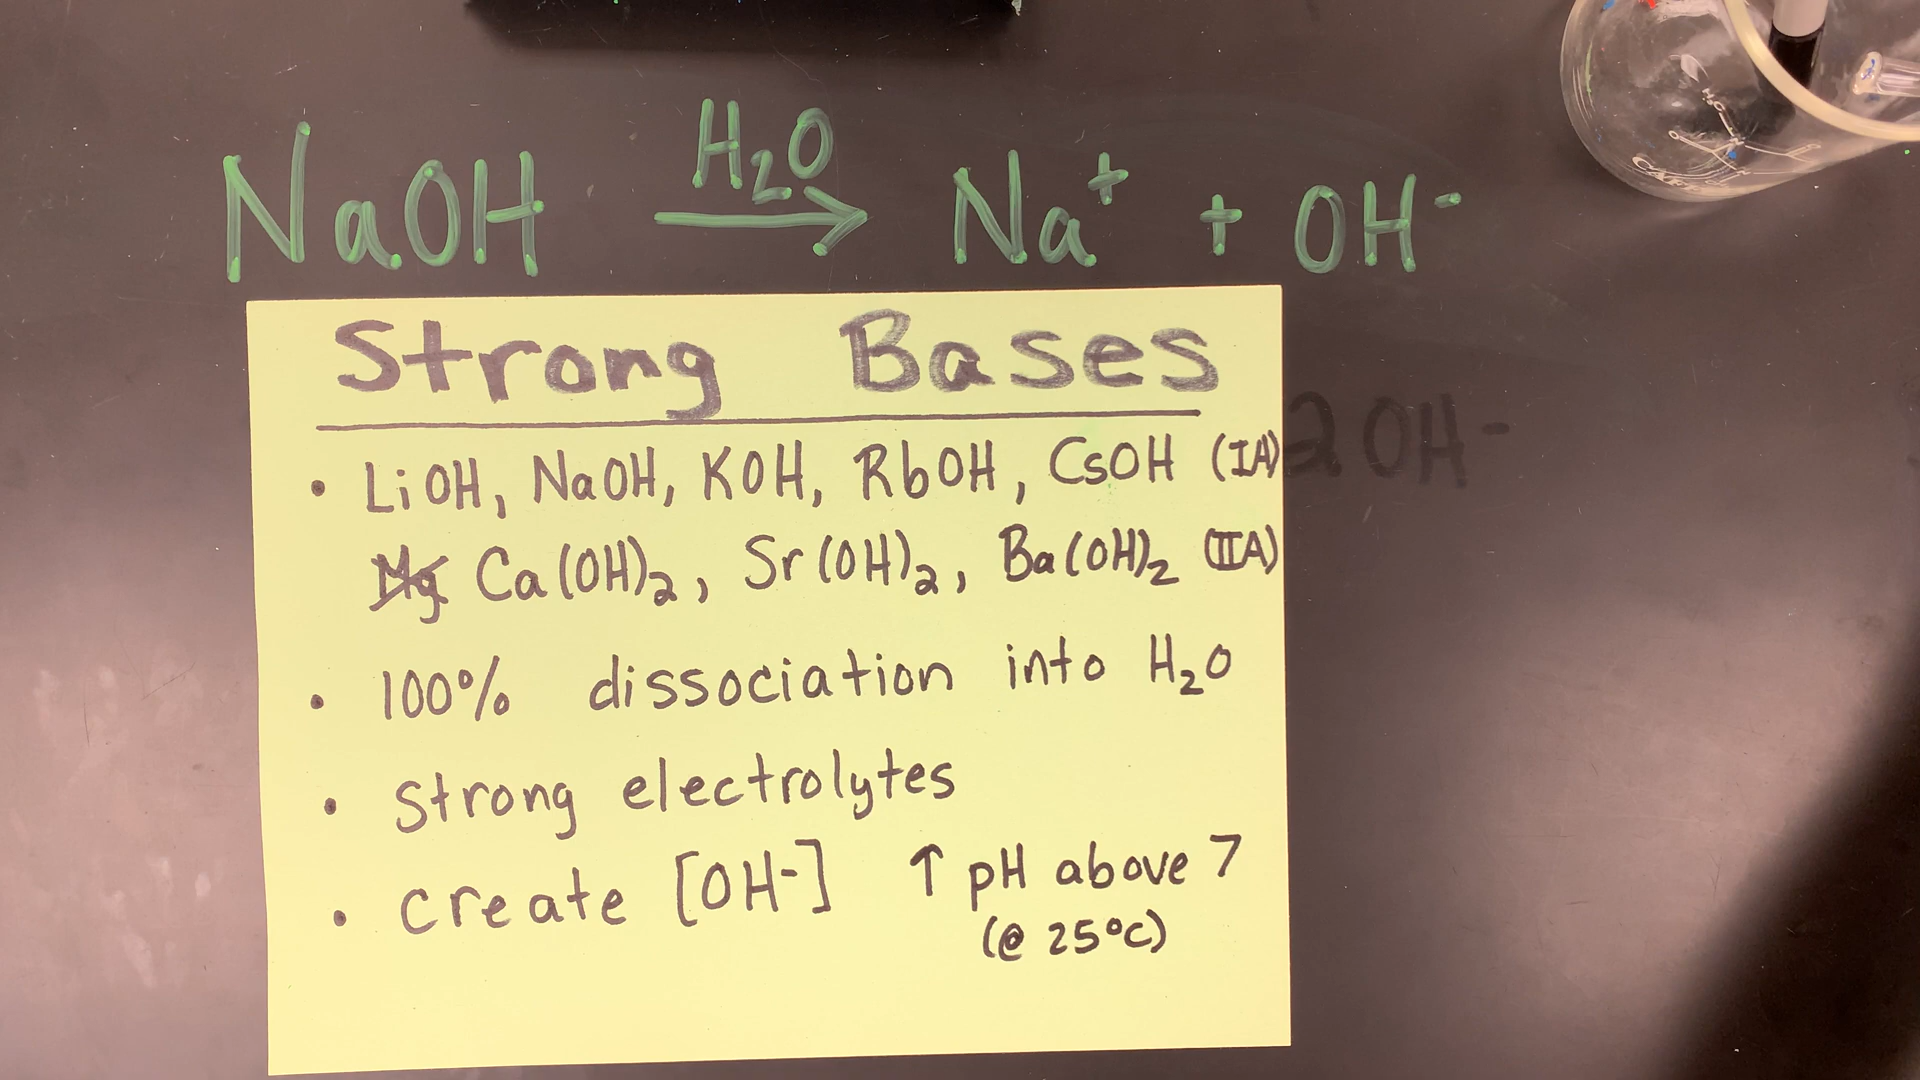 NaOH H₂O→ Na⁺ + OH⁻
Strong Bases
• LiOH, NaOH, KOH, RbOH, CsOH (IA)
2OH⁻
Mg Ca(OH)₂, Sr(OH)₂, Ba(OH)₂ (IIA)
• 100% dissociation into H₂O
• Strong electrolytes
• create [OH⁻] ↑ pH above 7
(@ 25°C)